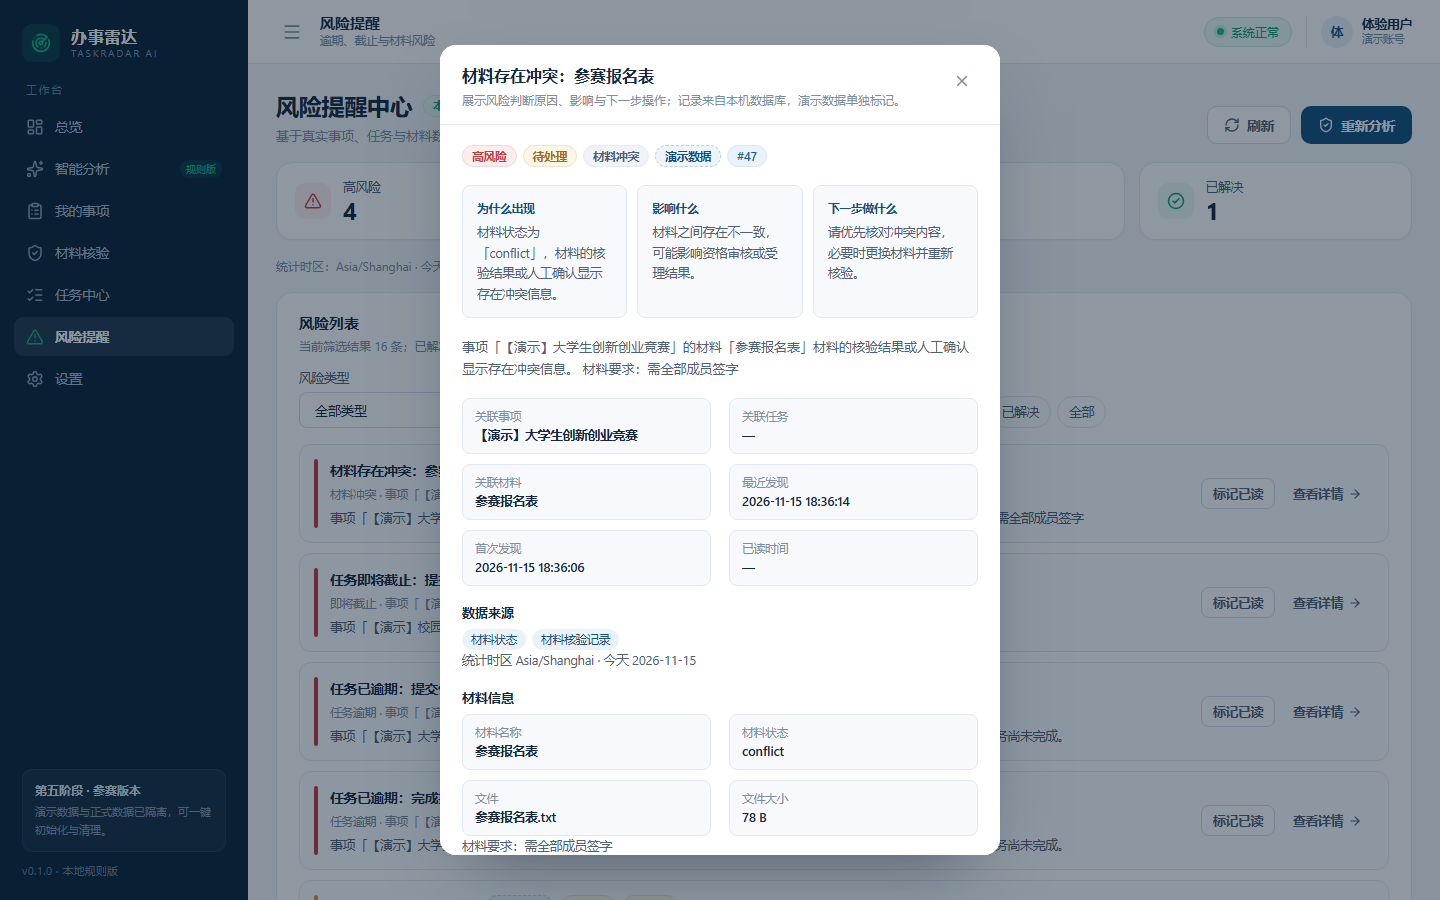 办事雷达
TASKRADAR AI
工作台
总览
智能分析
规则版
我的事项
材料核验
任务中心
风险提醒
设置
第五阶段 · 参赛版本
演示数据与正式数据已隔离，可一键
初始化与清理。
v0.1.0 · 本地规则版
风险提醒
逾期、截止与材料风险
系统正常
体
体验用户
演示账号
风险提醒中心
基于真实事项、任务与材料
刷新
重新分析
高风险
4
已解决
1
统计时区：Asia/Shanghai · 今天
风险列表
当前筛选结果 16 条；已解
风险类型
全部类型
已解决
全部
材料存在冲突：参
材料冲突 · 事项「【演
事项「【演示】大学
需全部成员签字
标记已读
查看详情
任务即将截止：提
即将截止 · 事项「【演
事项「【演示】校园
标记已读
查看详情
任务已逾期：提交
任务逾期 · 事项「【演
事项「【演示】大学
务尚未完成。
标记已读
查看详情
任务已逾期：完成
任务逾期 · 事项「【演
事项「【演示】大学
务尚未完成。
标记已读
查看详情
材料存在冲突：参赛报名表
展示风险判断原因、影响与下一步操作；记录来自本机数据库，演示数据单独标记。
高风险
待处理
材料冲突
演示数据
#47
为什么出现
材料状态为
「conflict」，材料的核
验结果或人工确认显示
存在冲突信息。
影响什么
材料之间存在不一致，
可能影响资格审核或受
理结果。
下一步做什么
请优先核对冲突内容，
必要时更换材料并重新
核验。
事项「【演示】大学生创新创业竞赛」的材料「参赛报名表」材料的核验结果或人工确认
显示存在冲突信息。 材料要求：需全部成员签字
关联事项
【演示】大学生创新创业竞赛
关联任务
—
关联材料
参赛报名表
最近发现
2026-11-15 18:36:14
首次发现
2026-11-15 18:36:06
已读时间
—
数据来源
材料状态
材料核验记录
统计时区 Asia/Shanghai · 今天 2026-11-15
材料信息
材料名称
参赛报名表
材料状态
conflict
文件
参赛报名表.txt
文件大小
78 B
材料要求：需全部成员签字